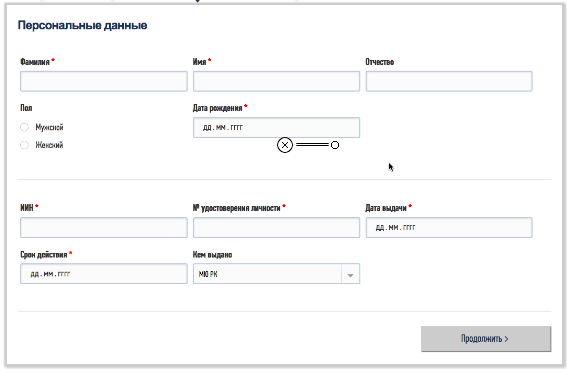 Персональные данные
Фамилия *
Имя *
Отчество
Пол
Дата рождения *
Мужской
дд . мм . гггг
Женский
ИИН *
№ удостоверения личности *
Дата выдачи *
дд . мм . гггг
Срок действия *
Кем выдано
дд . мм . гггг
МЮ РК
Продолжить >